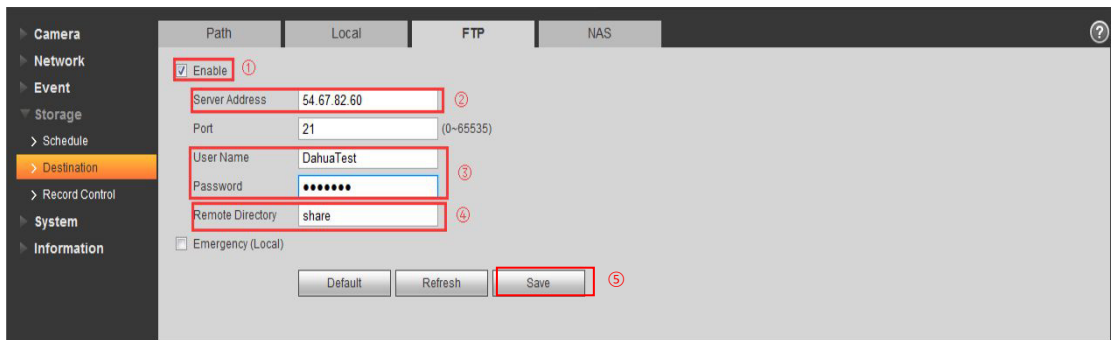 Path Local FTP NAS ?
Camera
Network
Event
Storage
Schedule
Destination
Record Control
System
Information
Enable ①
Server Address 54.67.82.60 ②
Port 21 (0~65535)
User Name DahuaTest
③
Password •••••••
Remote Directory share ④
Emergency (Local)
Default Refresh Save ⑤